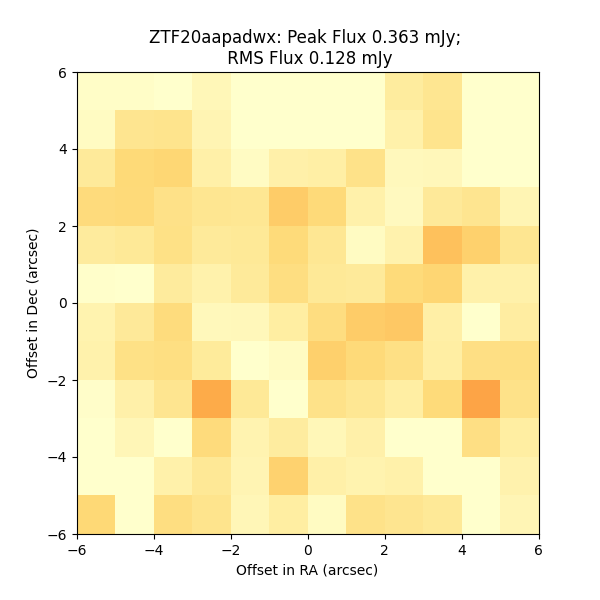 ZTF20aapadwx: Peak Flux 0.363 mJy;
RMS Flux 0.128 mJy
6
4
2
0
−2
−4
−6
Offset in Dec (arcsec)
−6 −4 −2 0 2 4 6
Offset in RA (arcsec)